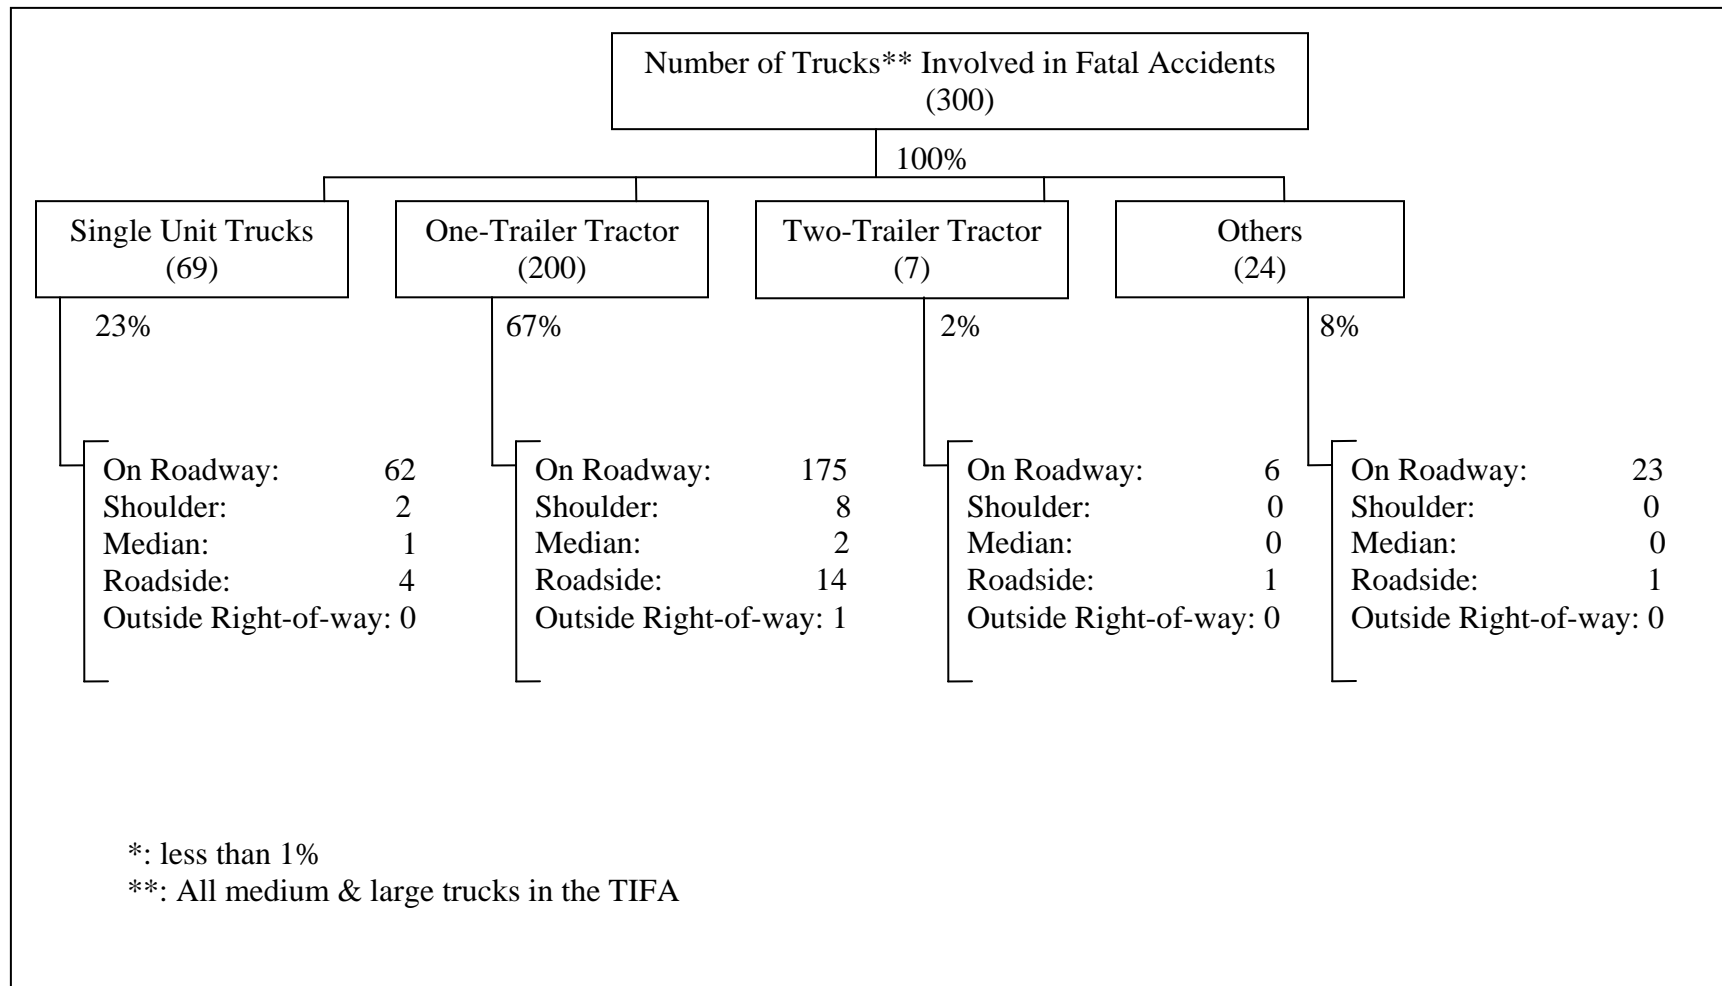 Number of Trucks** Involved in Fatal Accidents
(300)
100%
Single Unit Trucks
(69)
One-Trailer Tractor
(200)
Two-Trailer Tractor
(7)
Others
(24)
23%
67%
2%
8%
On Roadway: 62
Shoulder: 2
Median: 1
Roadside: 4
Outside Right-of-way: 0
On Roadway: 175
Shoulder: 8
Median: 2
Roadside: 14
Outside Right-of-way: 1
On Roadway: 6
Shoulder: 0
Median: 0
Roadside: 1
Outside Right-of-way: 0
On Roadway: 23
Shoulder: 0
Median: 0
Roadside: 1
Outside Right-of-way: 0
*: less than 1%
**: All medium & large trucks in the TIFA